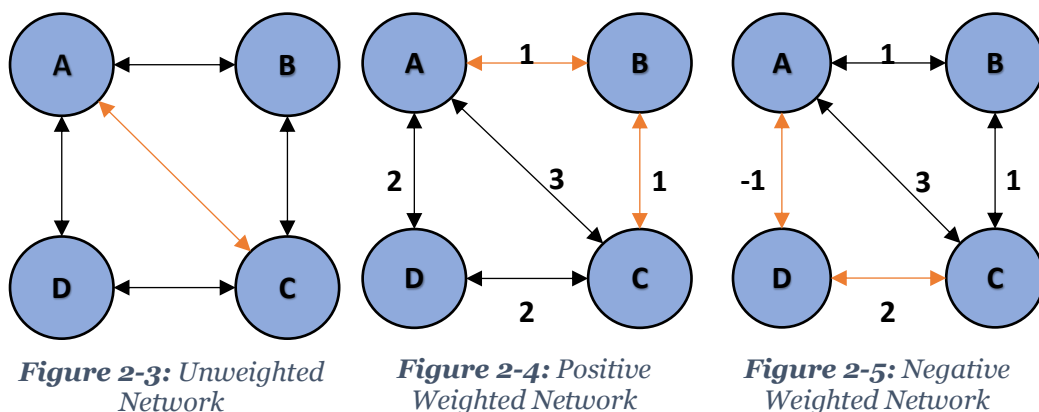 A
B
D
C
Figure 2-3: Unweighted
Network
A
1
B
2
3
1
D
C
2
Figure 2-4: Positive
Weighted Network
A
1
B
-1
3
1
D
C
2
Figure 2-5: Negative
Weighted Network